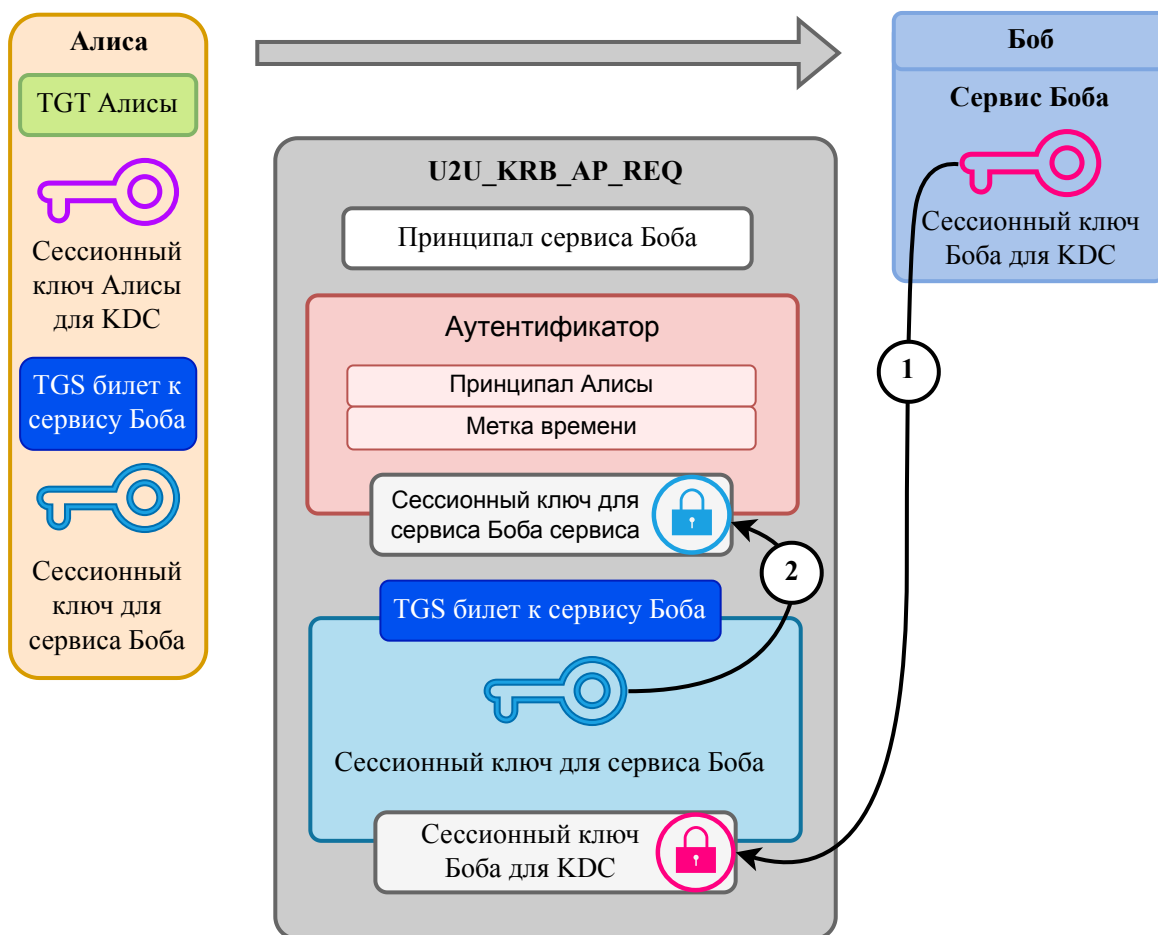 Алиса
TGT Алисы
Сессионный
ключ Алисы
для KDC
TGS билет к
сервису Боба
Сессионный
ключ для
сервиса Боба
U2U_KRB_AP_REQ
Принципал сервиса Боба
Аутентификатор
Принципал Алисы
Метка времени
Сессионный ключ для
сервиса Боба сервиса
2
TGS билет к сервису Боба
Сессионный ключ для сервиса Боба
Сессионный ключ
Боба для KDC
Боб
Сервис Боба
Сессионный ключ
Боба для KDC
1